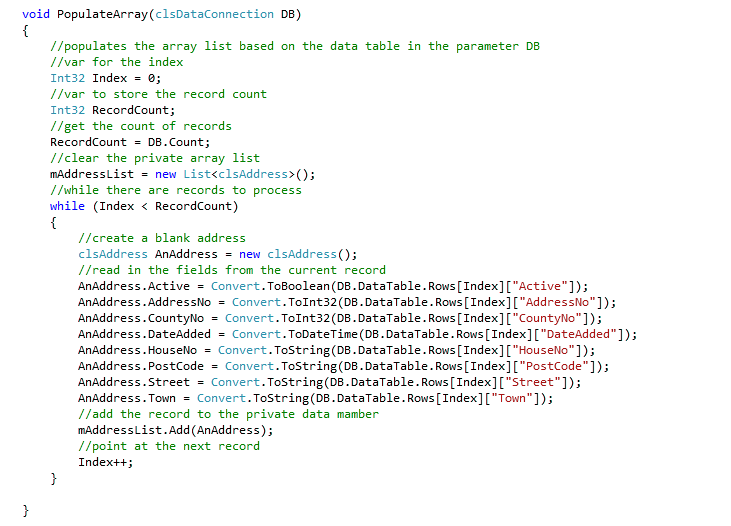 void PopulateArray(clsDataConnection DB)
{
    //populates the array list based on the data table in the parameter DB
    //var for the index
    Int32 Index = 0;
    //var to store the record count
    Int32 RecordCount;
    //get the count of records
    RecordCount = DB.Count;
    //clear the private array list
    mAddressList = new List<clsAddress>();
    //while there are records to process
    while (Index < RecordCount)
    {
        //create a blank address
        clsAddress AnAddress = new clsAddress();
        //read in the fields from the current record
        AnAddress.Active = Convert.ToBoolean(DB.DataTable.Rows[Index]["Active"]);
        AnAddress.AddressNo = Convert.ToInt32(DB.DataTable.Rows[Index]["AddressNo"]);
        AnAddress.CountyNo = Convert.ToInt32(DB.DataTable.Rows[Index]["CountyNo"]);
        AnAddress.DateAdded = Convert.ToDateTime(DB.DataTable.Rows[Index]["DateAdded"]);
        AnAddress.HouseNo = Convert.ToString(DB.DataTable.Rows[Index]["HouseNo"]);
        AnAddress.PostCode = Convert.ToString(DB.DataTable.Rows[Index]["PostCode"]);
        AnAddress.Street = Convert.ToString(DB.DataTable.Rows[Index]["Street"]);
        AnAddress.Town = Convert.ToString(DB.DataTable.Rows[Index]["Town"]);
        //add the record to the private data mamber
        mAddressList.Add(AnAddress);
        //point at the next record
        Index++;
    }
}